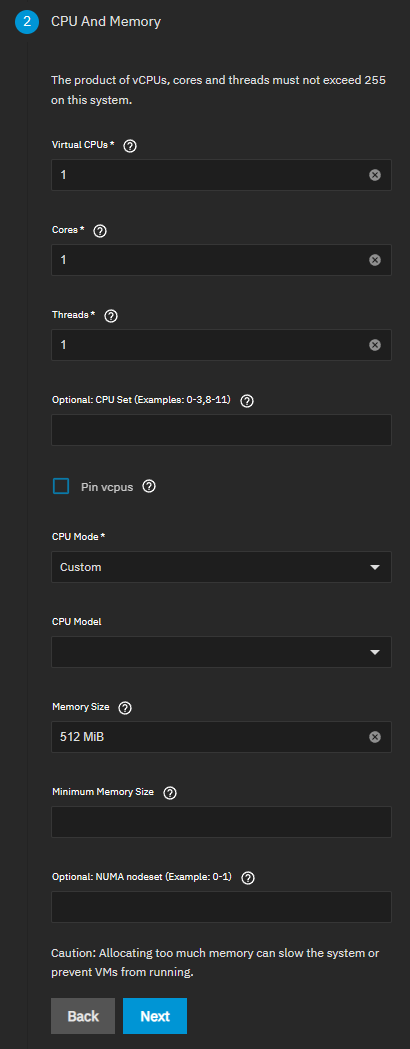 2 CPU And Memory
The product of vCPUs, cores and threads must not exceed 255
on this system.
Virtual CPUs *
1
Cores *
1
Threads *
1
Optional: CPU Set (Examples: 0-3,8-11)
Pin vcpus
CPU Mode *
Custom
CPU Model
Memory Size
512 MiB
Minimum Memory Size
Optional: NUMA nodeset (Example: 0-1)
Caution: Allocating too much memory can slow the system or
prevent VMs from running.
Back Next